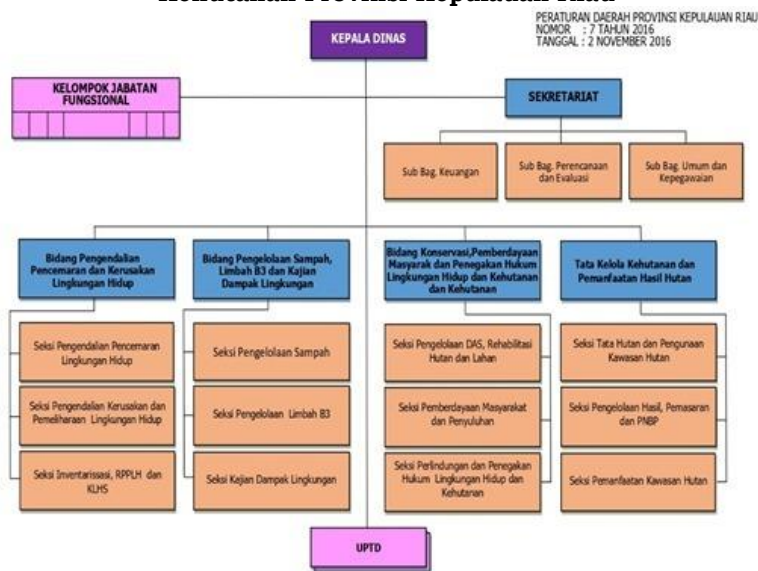 Kehutanan Provinsi Kepulauan Riau
PERATURAN DAERAH PROVINSI KEPULAUAN RIAU
NOMOR : 7 TAHUN 2016
TANGGAL : 2 NOVEMBER 2016
KEPALA DINAS
KELOMPOK JABATAN
FUNGSIONAL
SEKRETARIAT
Sub Bag. Keuangan
Sub Bag. Perencanaan
dan Evaluasi
Sub Bag. Umum dan
Kepegawaian
Bidang Pengendalian
Pencemaran dan Kerusakan
Lingkungan Hidup
Seksi Pengendalian Pencemaran
Lingkungan Hidup
Seksi Pengendalian Kerusakan dan
Pemeliharaan Lingkungan Hidup
Seksi Inventarissasi, RPPLH dan
KLHS
Bidang Pengelolaan Sampah,
Limbah B3 dan Kajian
Dampak Lingkungan
Seksi Pengelolaan Sampah
Seksi Pengelolaan Limbah B3
Seksi Kajian Dampak Lingkungan
Bidang Konservasi,Pemberdayaan
Masyarak dan Penegakan Hukum
Lingkungan Hidup dan Kehutanan
dan Kehutanan
Seksi Pengelolaan DAS, Rehabilitasi
Hutan dan Lahan
Seksi Pemberdayaan Masyarakat
dan Penyuluhan
Seksi Perlindungan dan Penegakan
Hukum Lingkungan Hidup dan
Kehutanan
Tata Kelola Kehutanan dan
Pemanfaatan Hasil Hutan
Seksi Tata Hutan dan Pengunaan
Kawasan Hutan
Seksi Pengelolaan Hasil, Pemasaran
dan PNBP
Seksi Pemanfaatan Kawasan Hutan
UPTD